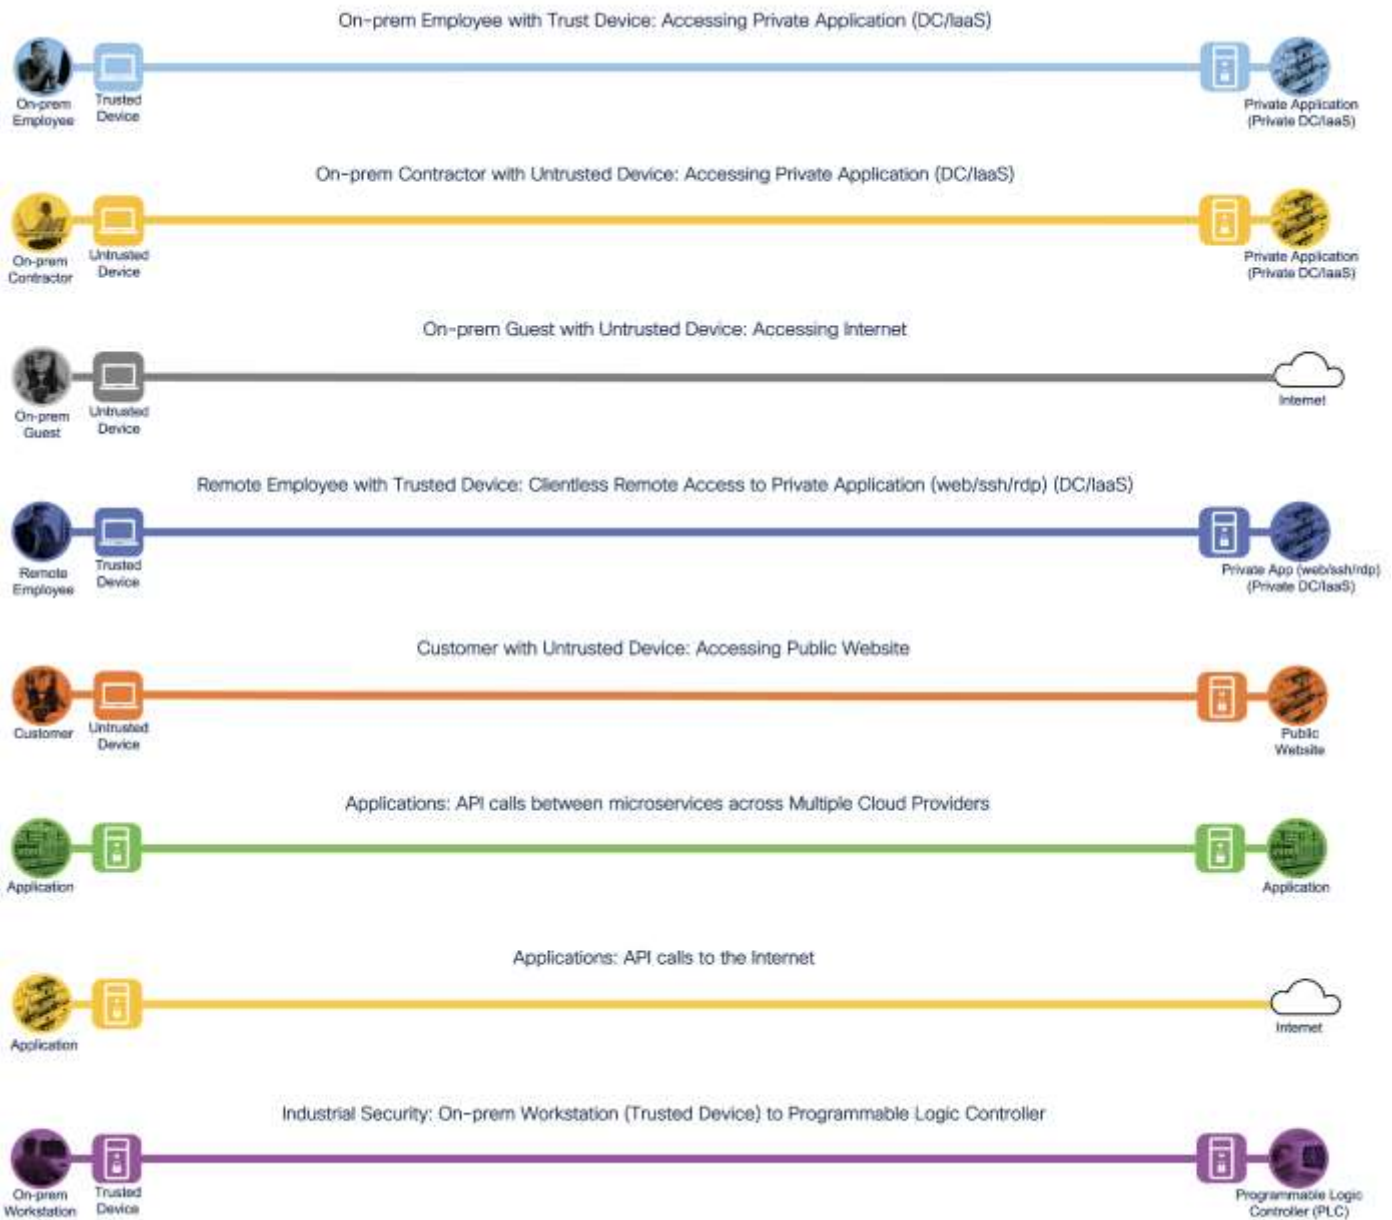 On-prem Employee with Trust Device: Accessing Private Application (DC/IaaS)
On-prem
Employee
Trusted
Device
Private Application
(Private DC/IaaS)
On-prem Contractor with Untrusted Device: Accessing Private Application (DC/IaaS)
On-prem
Contractor
Untrusted
Device
Private Application
(Private DC/IaaS)
On-prem Guest with Untrusted Device: Accessing Internet
On-prem
Guest
Untrusted
Device
Internet
Remote Employee with Trusted Device: Clientless Remote Access to Private Application (web/ssh/rdp) (DC/IaaS)
Remote
Employee
Trusted
Device
Private App (web/ssh/rdp)
(Private DC/IaaS)
Customer with Untrusted Device: Accessing Public Website
Customer
Untrusted
Device
Public
Website
Applications: API calls between microservices across Multiple Cloud Providers
Application
Application
Applications: API calls to the Internet
Application
Internet
Industrial Security: On-prem Workstation (Trusted Device) to Programmable Logic Controller
On-prem
Workstation
Trusted
Device
Programmable Logic
Controller (PLC)